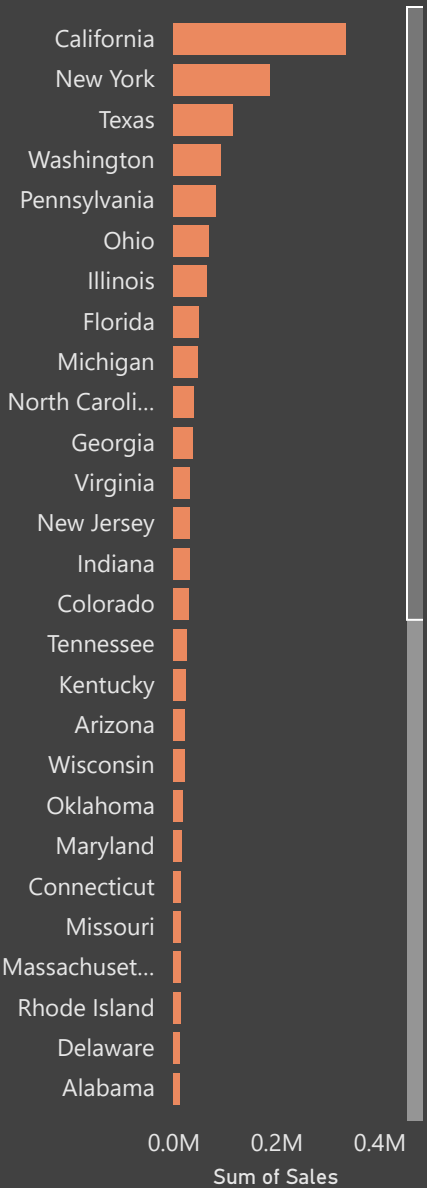 California
New York
Texas
Washington
Pennsylvania
Ohio
Illinois
Florida
Michigan
North Caroli...
Georgia
Virginia
New Jersey
Indiana
Colorado
Tennessee
Kentucky
Arizona
Wisconsin
Oklahoma
Maryland
Connecticut
Missouri
Massachuset...
Rhode Island
Delaware
Alabama
0.0M 0.2M 0.4M
Sum of Sales